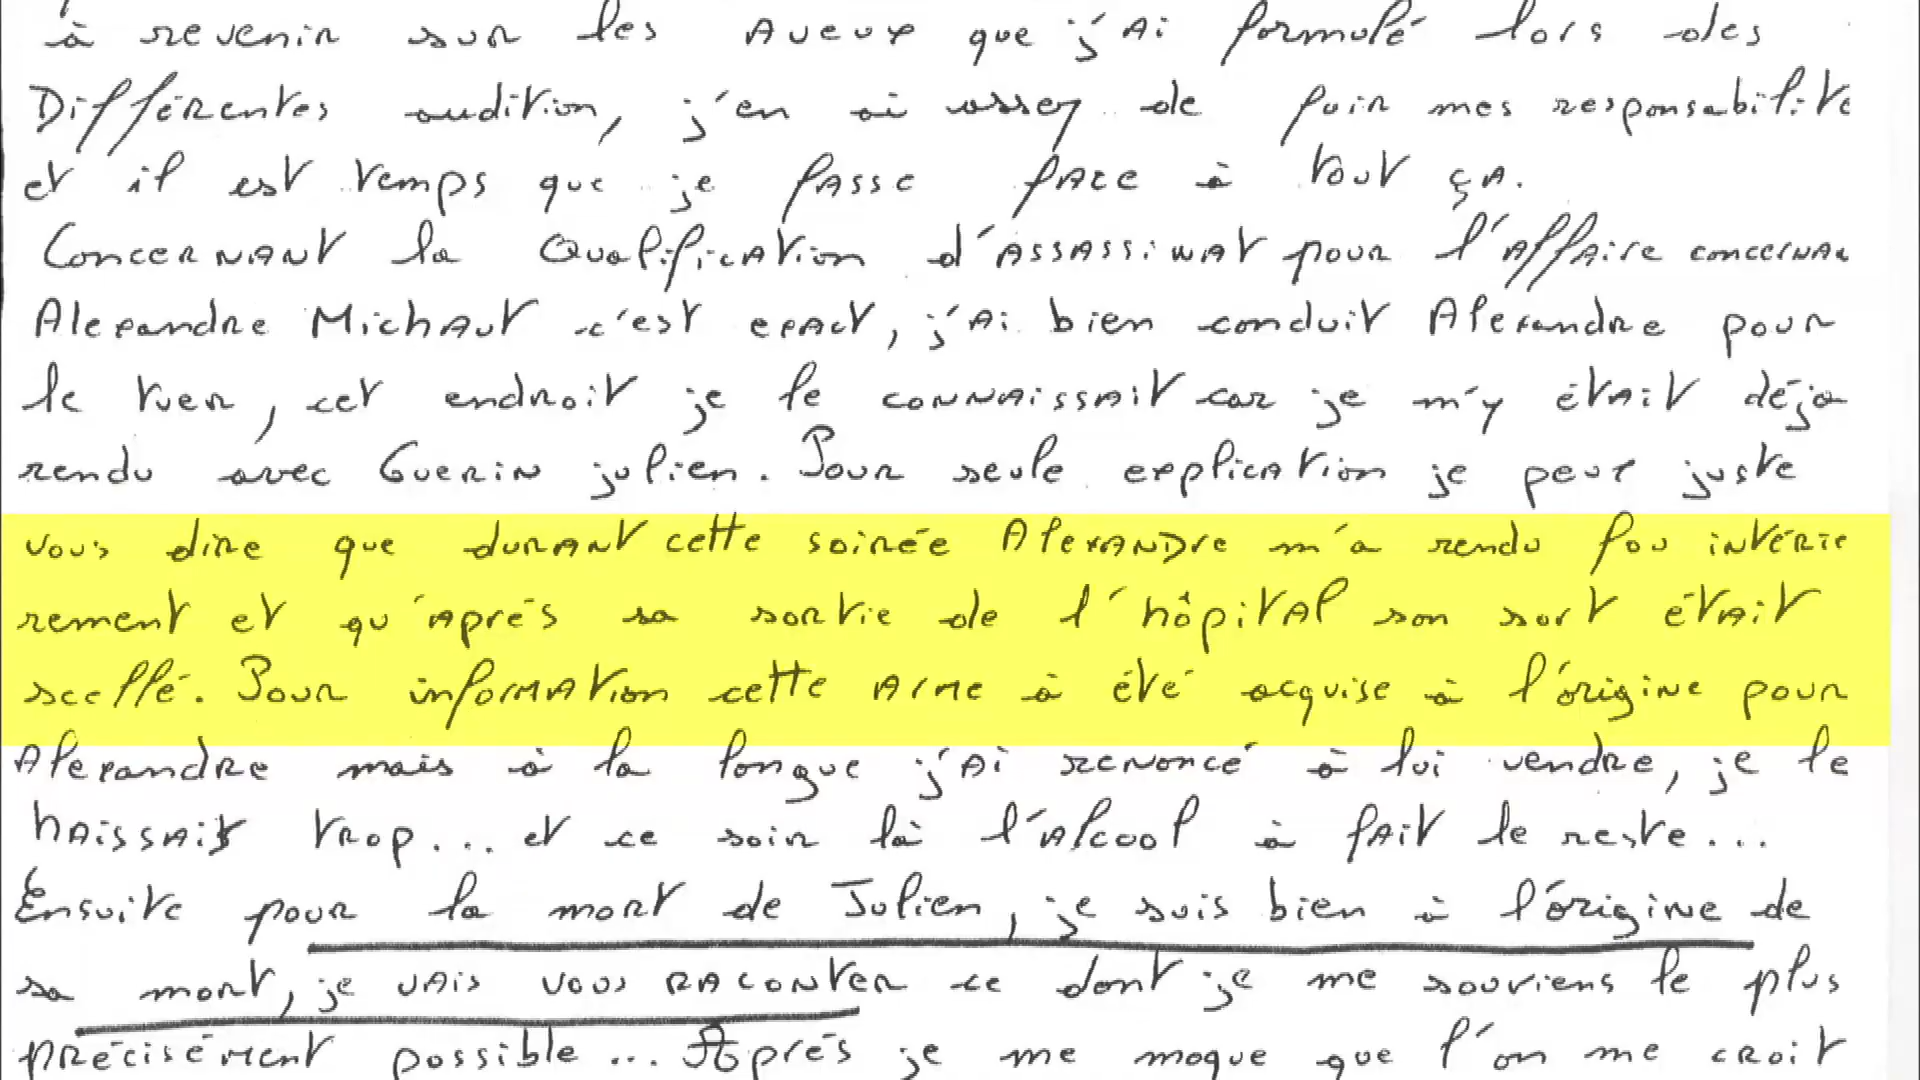 à revenir sur les aveux que j'ai formulé lors des
Différentes audition, j'en ai assez de fuir mes responsabilité
et il est temps que je fasse face à tout ça.
Concernant la Qualification d'assassinat pour l'affaire concernan
Alexandre Michaut c'est exact, j'ai bien conduit Alexandre pour
le tuer, cet endroit je le connaissait car je m'y était déja
rendu avec Guerin julien. Pour seule explication je peux juste
vous dire que durant cette soirée Alexandre m'a rendu fou intérie
rement et qu'aprés sa sortie de l'hôpital son sort était
scellé. Pour information cette arme à été acquise à l'origine pour
Alexandre mais à la longue j'ai renoncé à lui vendre, je le
haissais trop... et ce soir là l'alcool à fait le reste...
Ensuite pour la mort de Julien, je suis bien à l'origine de
sa mort, je vais vous raconter ce dont je me souviens le plus
précisément possible... Aprés je me moque que l'on me croit